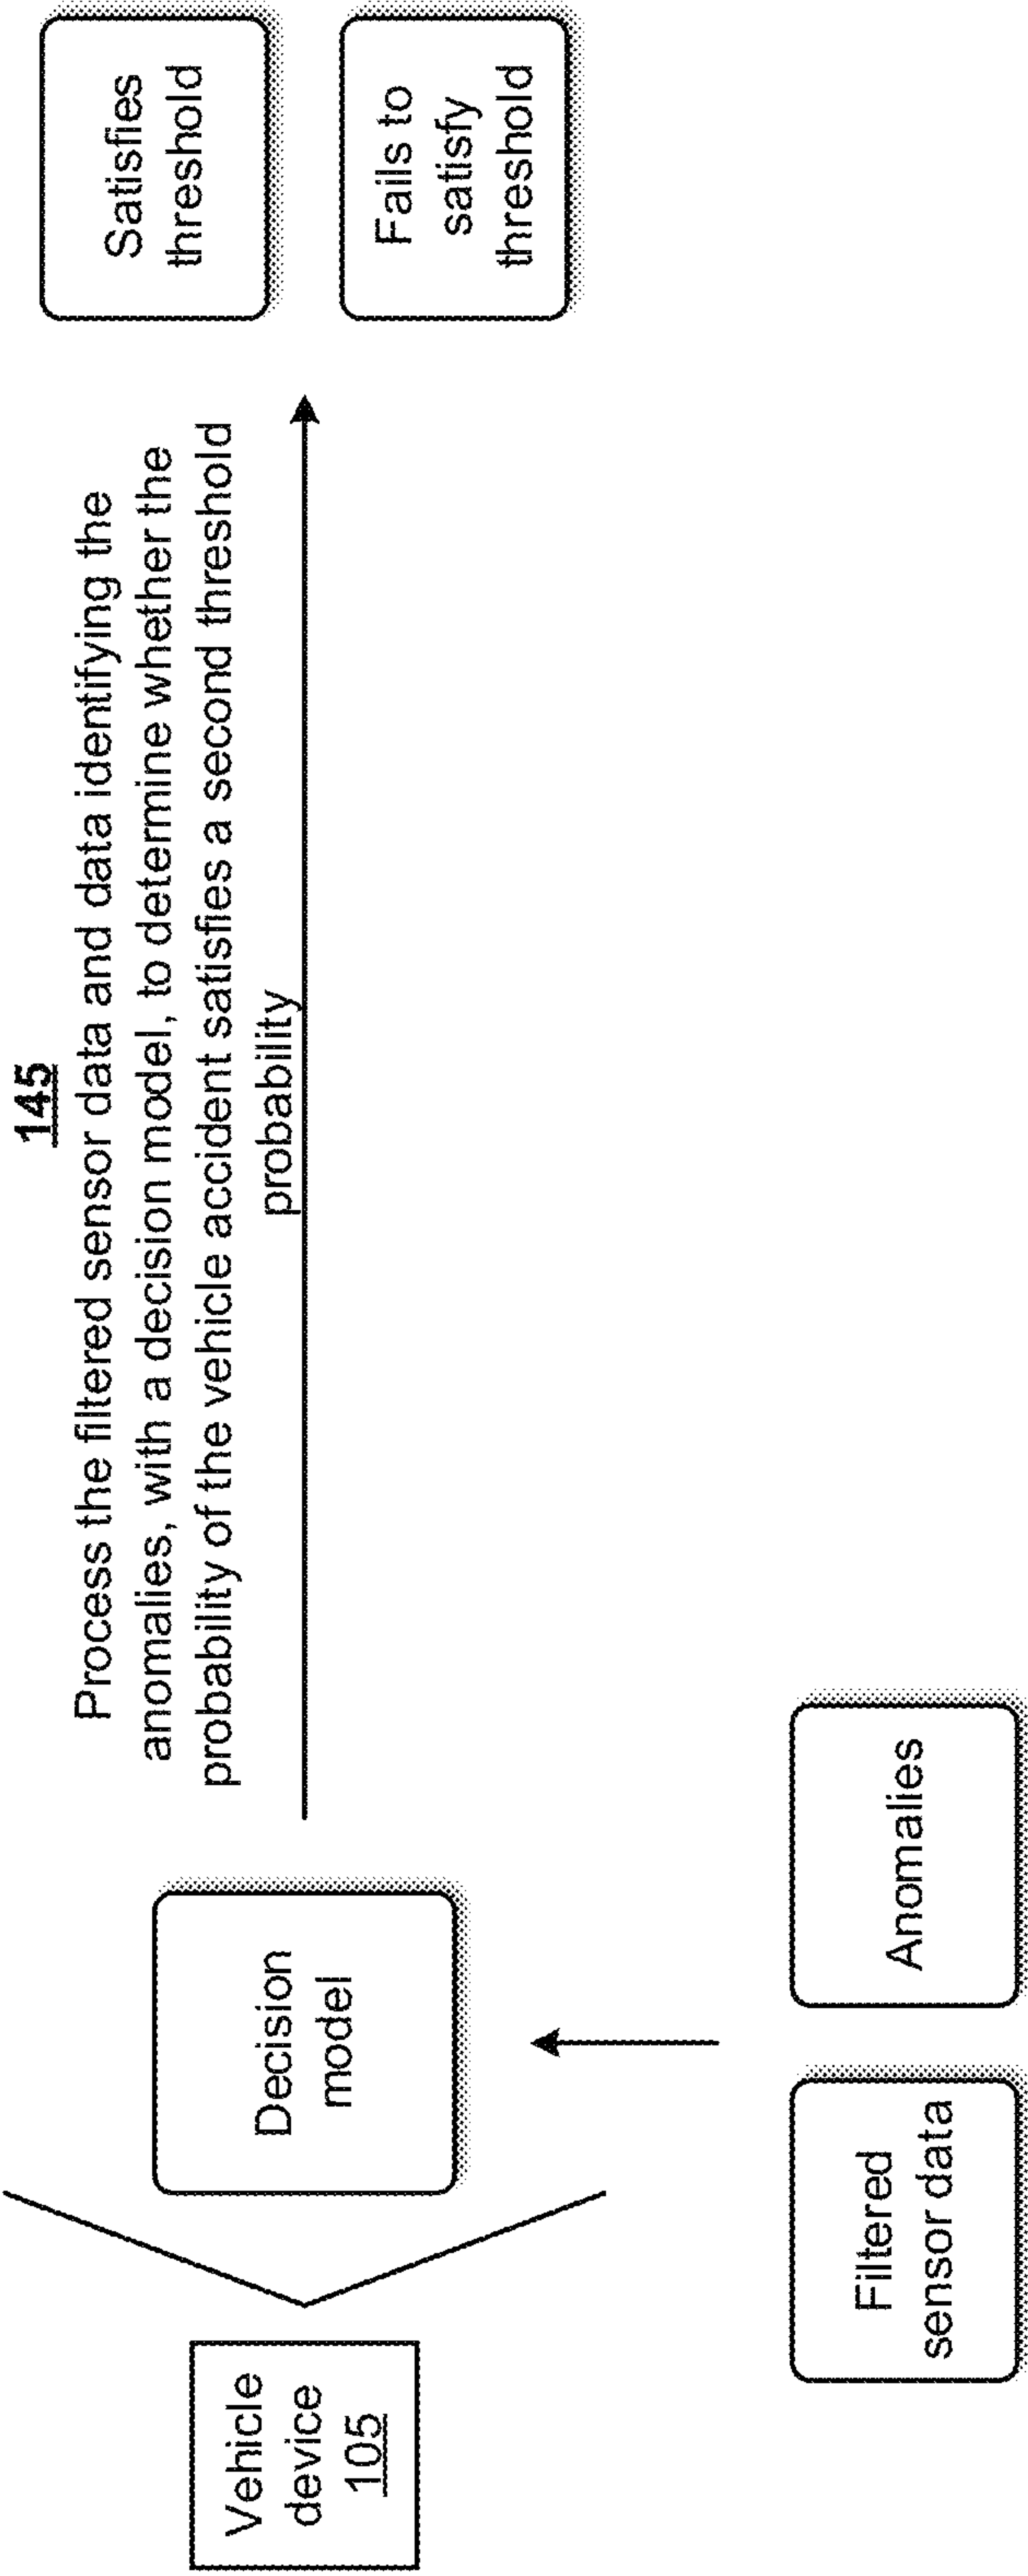 145
Process the filtered sensor data and data identifying the
anomalies, with a decision model, to determine whether the
probability of the vehicle accident satisfies a second threshold
probability
Vehicle
device
105
Decision
model
Satisfies
threshold
Fails to
satisfy
threshold
Filtered
sensor data
Anomalies